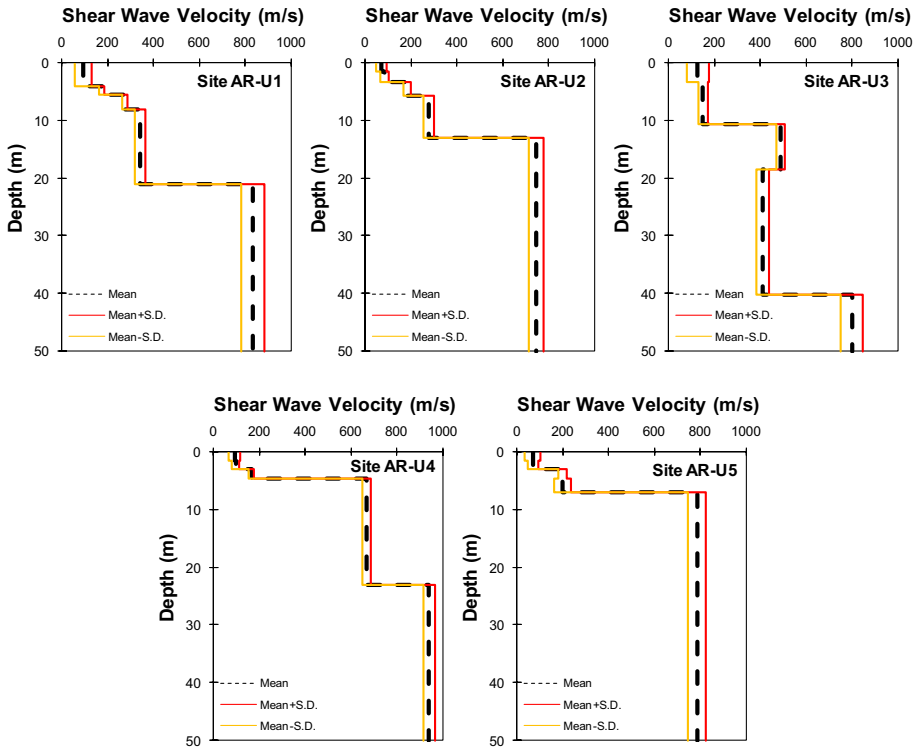 Shear Wave Velocity (m/s)
0 200 400 600 800 1000
Site AR-U1
0
10
20
30
40
50
Depth (m)
Mean
Mean+S.D.
Mean-S.D.
Shear Wave Velocity (m/s)
0 200 400 600 800 1000
Site AR-U2
0
10
20
30
40
50
Depth (m)
Mean
Mean+S.D.
Mean-S.D.
Shear Wave Velocity (m/s)
0 200 400 600 800 1000
Site AR-U3
0
10
20
30
40
50
Depth (m)
Mean
Mean+S.D.
Mean-S.D.
Shear Wave Velocity (m/s)
0 200 400 600 800 1000
Site AR-U4
0
10
20
30
40
50
Depth (m)
Mean
Mean+S.D.
Mean-S.D.
Shear Wave Velocity (m/s)
0 200 400 600 800 1000
Site AR-U5
0
10
20
30
40
50
Depth (m)
Mean
Mean+S.D.
Mean-S.D.